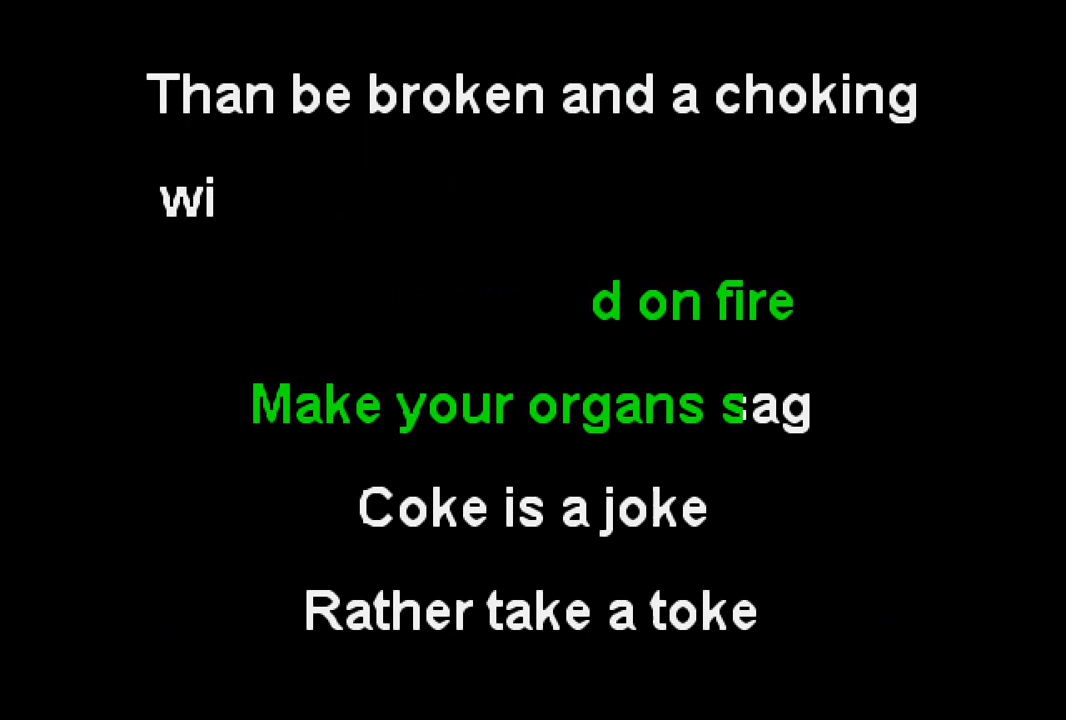 Than be broken and a choking
wi
d on fire
Make your organs sag
Coke is a joke
Rather take a toke